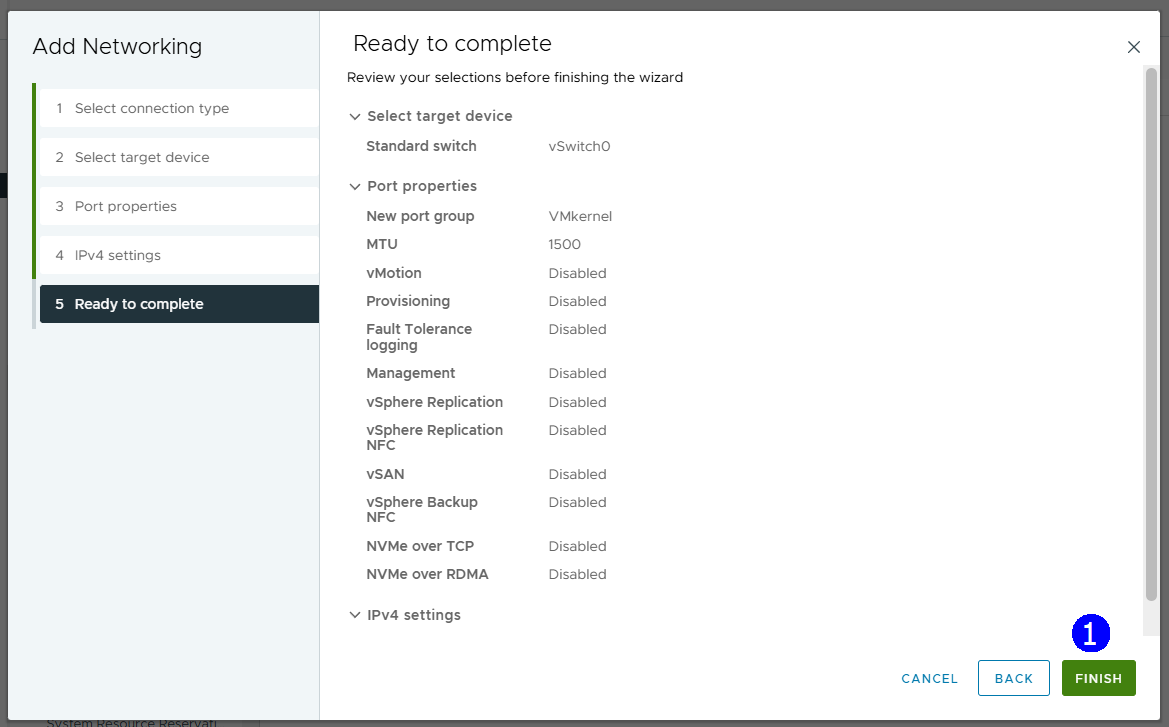 Add Networking
1 Select connection type
2 Select target device
3 Port properties
4 IPv4 settings
5 Ready to complete
Ready to complete
Review your selections before finishing the wizard
Select target device
Standard switch vSwitch0
Port properties
New port group VMkernel
MTU 1500
vMotion Disabled
Provisioning Disabled
Fault Tolerance Disabled
logging
Management Disabled
vSphere Replication Disabled
vSphere Replication Disabled
NFC
vSAN Disabled
vSphere Backup Disabled
NFC
NVMe over TCP Disabled
NVMe over RDMA Disabled
IPv4 settings
1
CANCEL BACK FINISH
System Resource Reservati